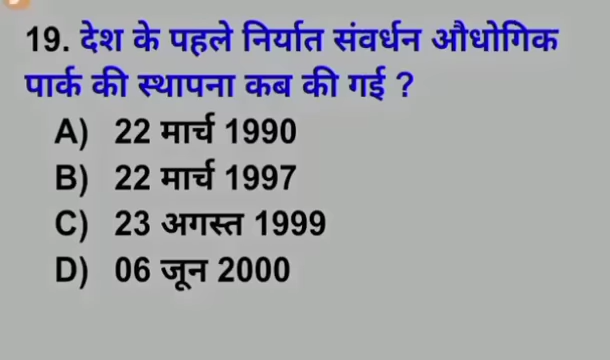 19. देश के पहले निर्यात संवर्धन औधोगिक
पार्क की स्थापना कब की गई ?
A) 22 मार्च 1990
B) 22 मार्च 1997
C) 23 अगस्त 1999
D) 06 जून 2000